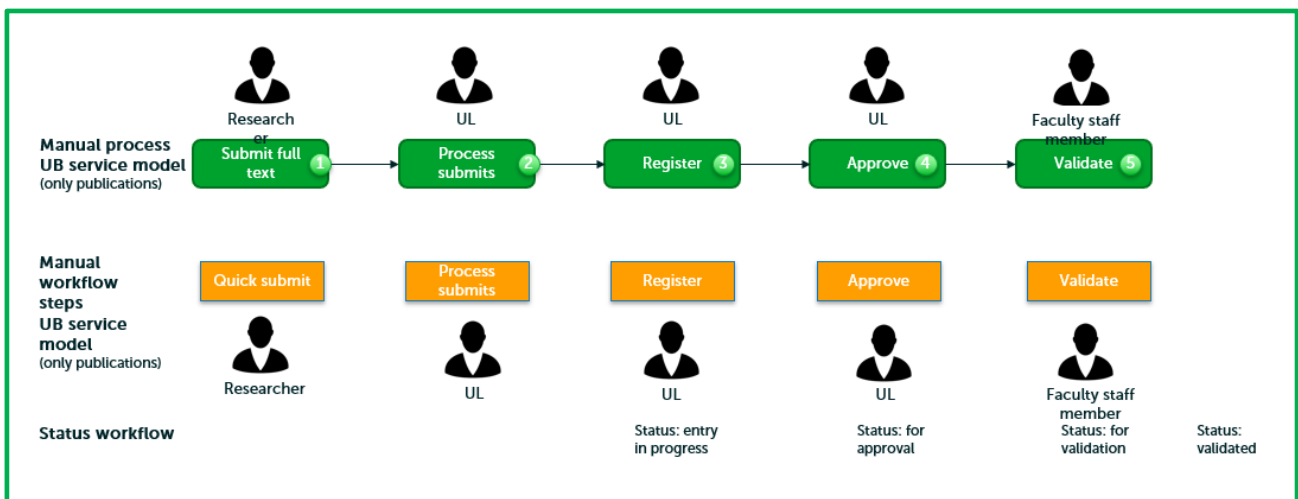 Research
er
UL
UL
UL
Faculty staff
member
Manual process
UB service model
(only publications)
Submit full
text
1
Process
submits
2
Register
3
Approve
4
Validate
5
Manual
workflow
steps
UB service
model
(only publications)
Quick submit
Process
submits
Register
Approve
Validate
Researcher
UL
UL
UL
Faculty staff
member
Status workflow
Status: entry
in progress
Status: for
approval
Status: for
validation
Status:
validated